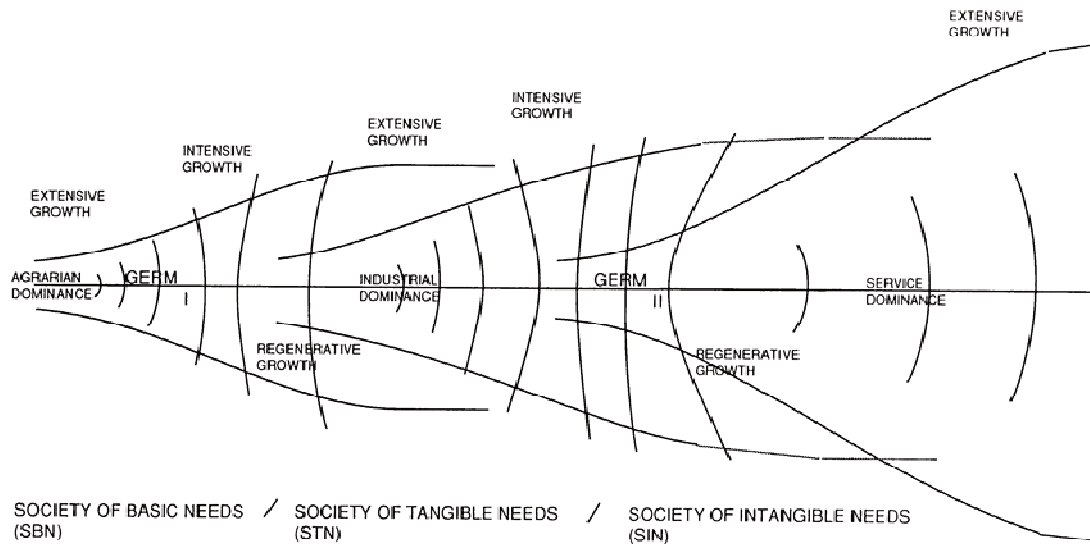 EXTENSIVE
GROWTH
INTENSIVE
GROWTH
EXTENSIVE
GROWTH
INTENSIVE
GROWTH
EXTENSIVE
GROWTH
AGRARIAN
DOMINANCE
GERM
I
INDUSTRIAL
DOMINANCE
GERM
II
SERVICE
DOMINANCE
REGENERATIVE
GROWTH
REGENERATIVE
GROWTH
SOCIETY OF BASIC NEEDS / SOCIETY OF TANGIBLE NEEDS / SOCIETY OF INTANGIBLE NEEDS
(SBN) (STN) (SIN)